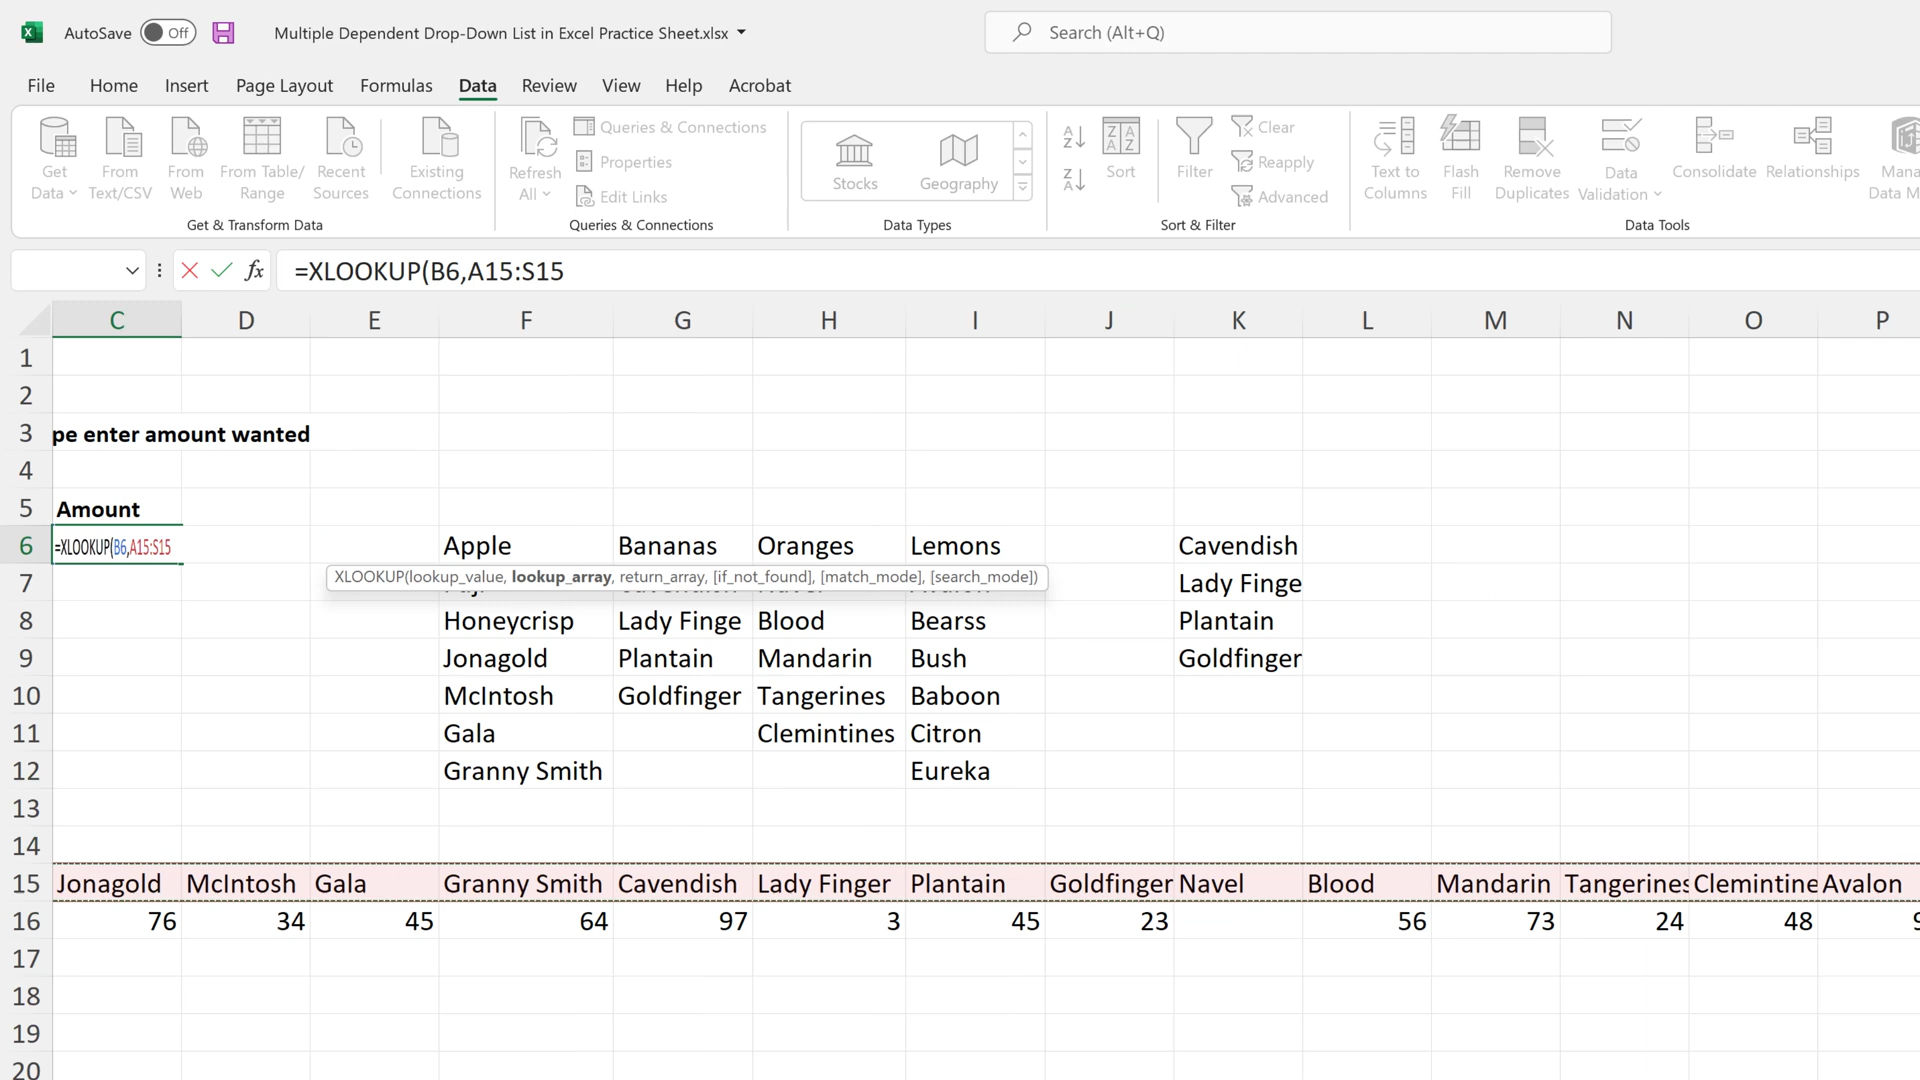 AutoSave Off Multiple Dependent Drop-Down List in Excel Practice Sheet.xlsx Search (Alt+Q)
File Home Insert Page Layout Formulas Data Review View Help Acrobat
Get Data
From Text/CSV
From Web
From Table/ Range
Recent Sources
Existing Connections
Get & Transform Data
Refresh All
Queries & Connections
Properties
Edit Links
Queries & Connections
Stocks Geography
Data Types
Sort
Filter
Clear
Reapply
Advanced
Sort & Filter
Text to Columns
Flash Fill
Remove Duplicates
Data Validation
Consolidate
Relationships
Mana
Data M
Data Tools
fx =XLOOKUP(B6,A15:S15
C D E F G H I J K L M N O P
1
2
3 pe enter amount wanted
4
5 Amount
6 =XLOOKUP(B6,A15:S15 Apple Bananas Oranges Lemons Cavendish
XLOOKUP(lookup_value, lookup_array, return_array, [if_not_found], [match_mode], [search_mode])
7 Lady Finge
8 Honeycrisp Lady Finge Blood Bearss Plantain
9 Jonagold Plantain Mandarin Bush Goldfinger
10 McIntosh Goldfinger Tangerines Baboon
11 Gala Clemintines Citron
12 Granny Smith Eureka
13
14
15 Jonagold McIntosh Gala Granny Smith Cavendish Lady Finger Plantain Goldfinger Navel Blood Mandarin Tangerines Clemintine Avalon
16 76 34 45 64 97 3 45 23 56 73 24 48
17
18
19
20